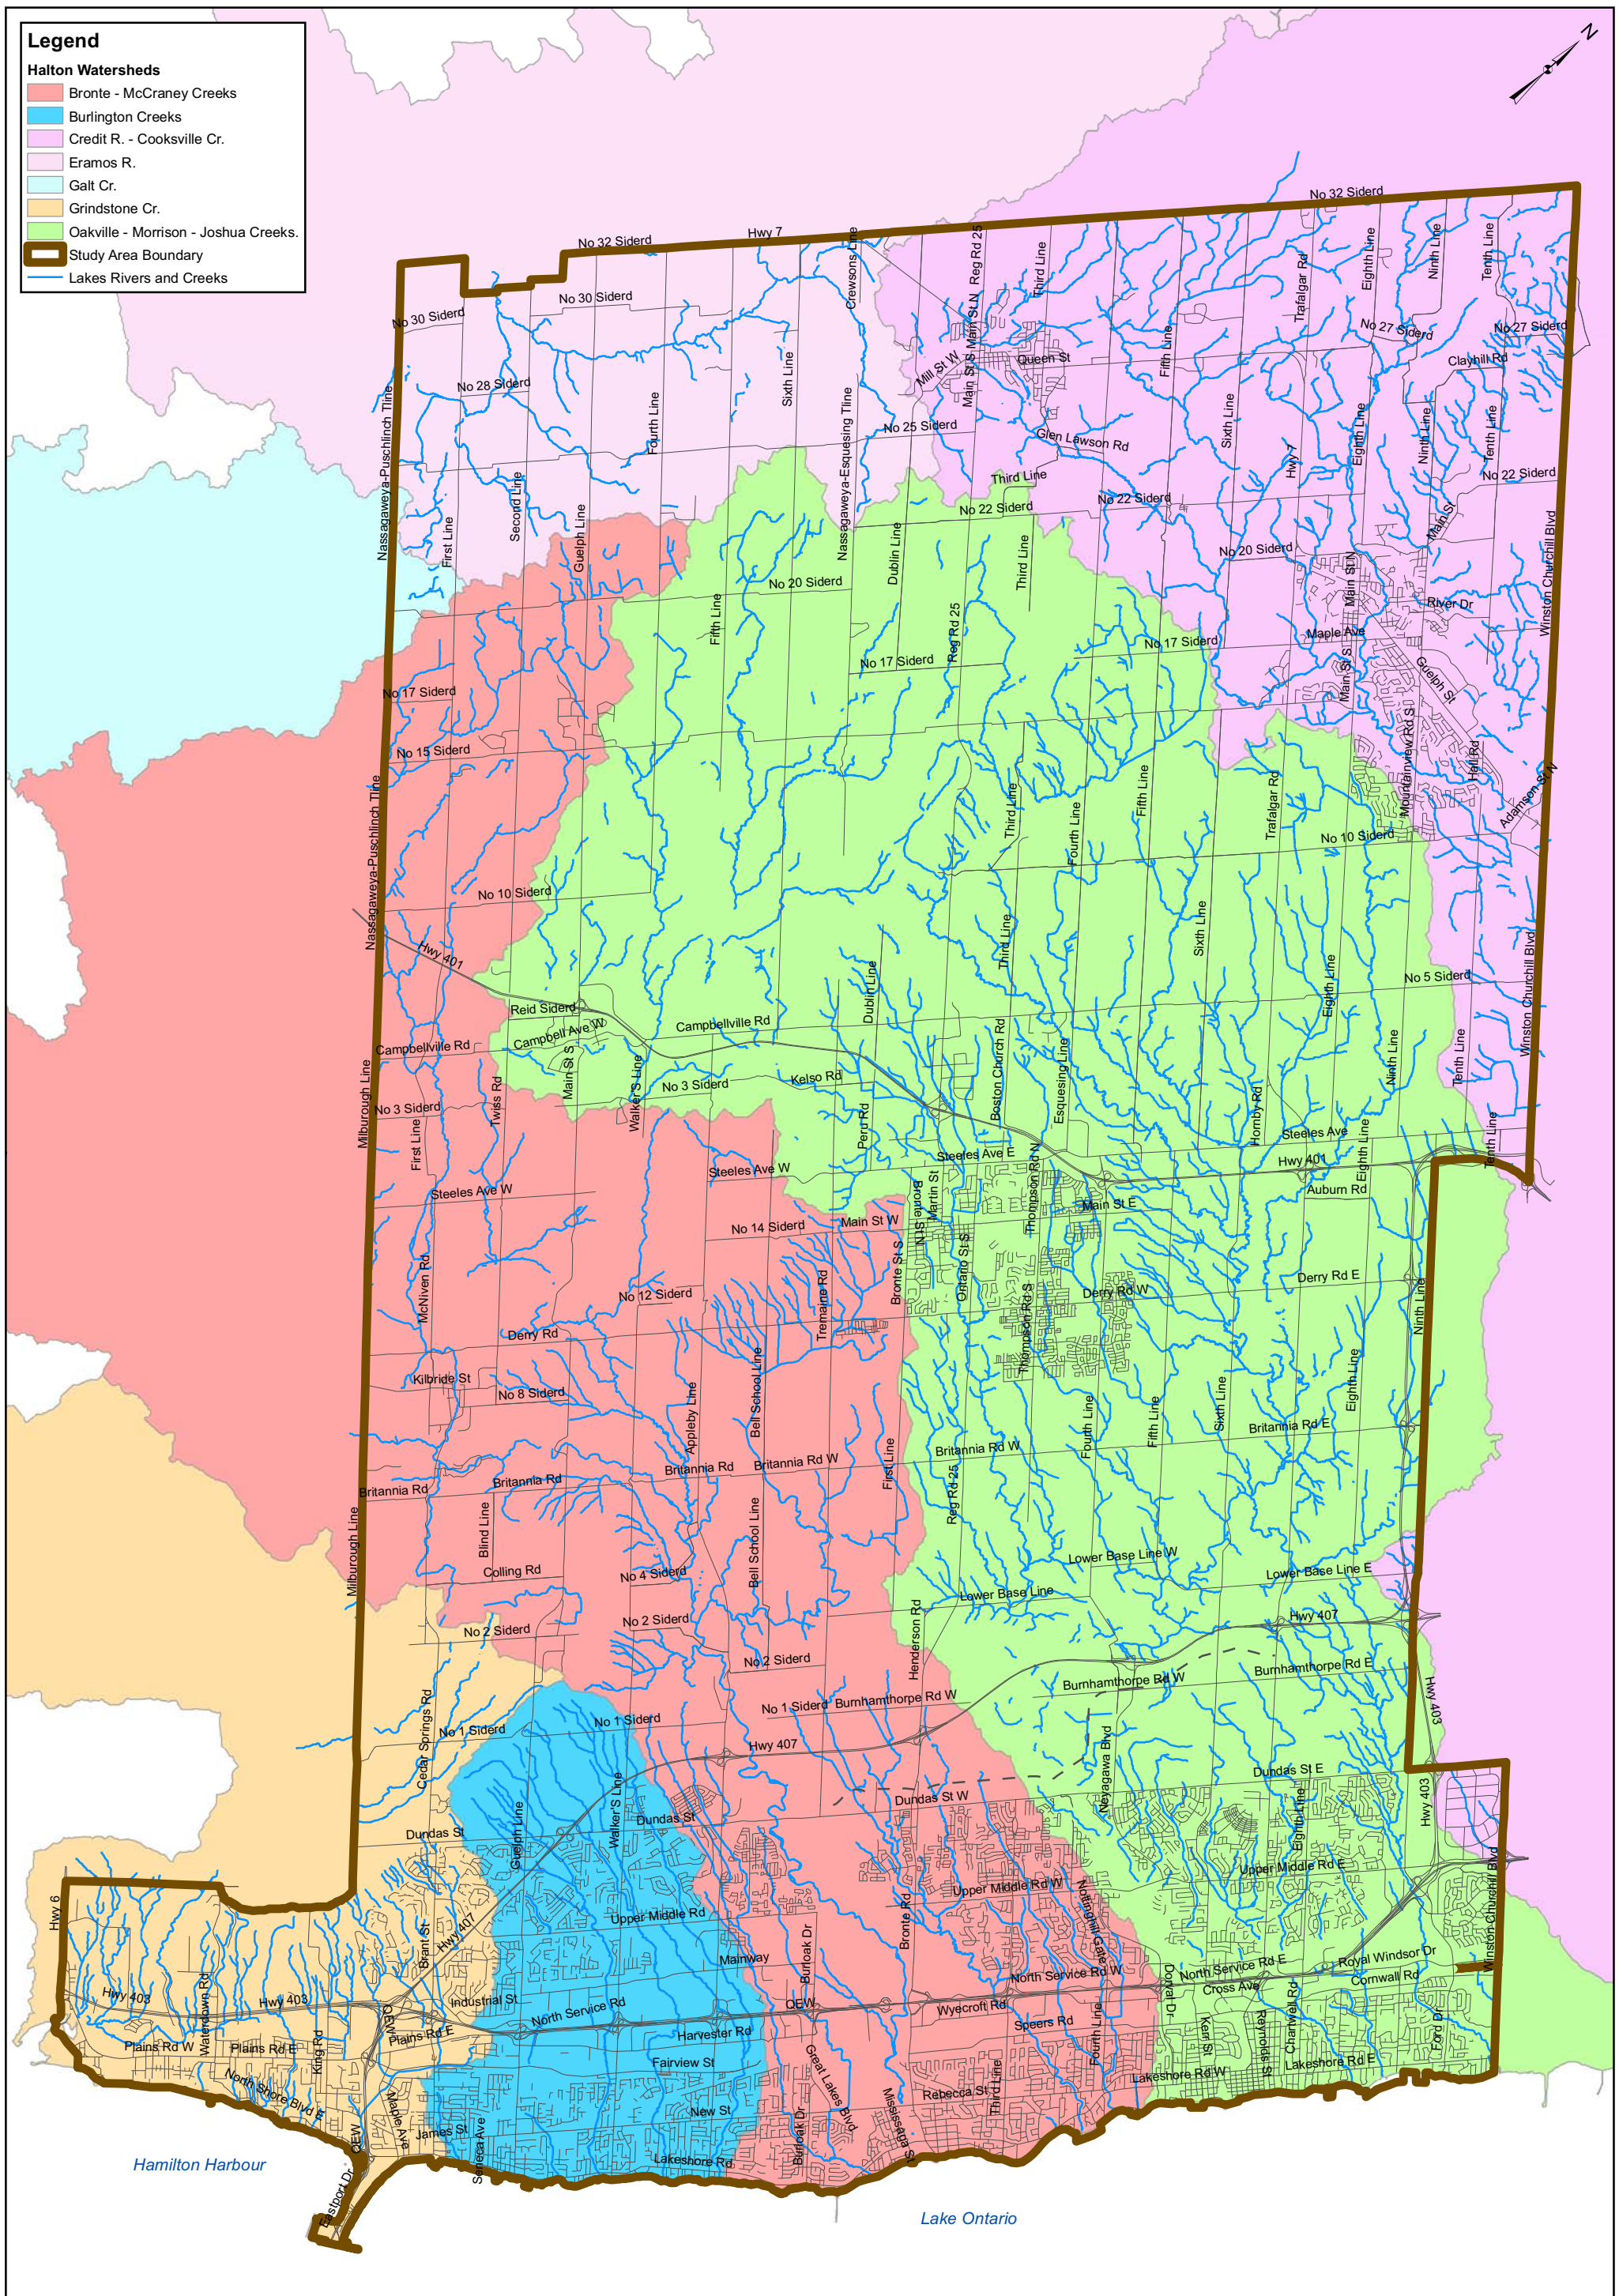 Legend
Halton Watersheds
Bronte - McCraney Creeks
Burlington Creeks
Credit R. - Cooksville Cr.
Eramos R.
Galt Cr.
Grindstone Cr.
Oakville - Morrison - Joshua Creeks.
Study Area Boundary
Lakes Rivers and Creeks
N
No 32 Siderd
No 32 Siderd
Hwy 7
Crewsons Line
Reg Rd 25
Main St N
Third Line
Trafalgar Rd
Eighth Line
Ninth Line
Tenth Line
No 30 Siderd
No 30 Siderd
No 27 Siderd
No 27 Siderd
Clayhill Rd
Queen St
Mill St W
Main St S
Fifth Line
Sixth Line
No 28 Siderd
Nassagaweya-Puschlinch Tline
Fourth Line
Nassagaweya-Esquesing Tline
No 25 Siderd
Glen Lawson Rd
Sixth Line
Hwy 7
Eighth Line
Ninth Line
Tenth Line
No 22 Siderd
Third Line
No 22 Siderd
No 22 Siderd
First Line
Second Line
Guelph Line
Dublin Line
Third Line
No 20 Siderd
Main St N
Main St
Winston Churchill Blvd
No 20 Siderd
Fifth Line
Reg Rd 25
River Dr
Maple Ave
No 17 Siderd
No 17 Siderd
Main St S
Guelph St
No 17 Siderd
No 15 Siderd
Mountainview Rd S
Hall Rd
Adamson St N
Nassagaweya-Puschlinch Tline
Third Line
Fourth Line
Fifth Line
Trafalgar Rd
No 10 Siderd
No 10 Siderd
Hwy 401
Third Line
Sixth Line
Eighth Line
No 5 Siderd
Winston Churchill Blvd
Dublin Line
Reid Siderd
Campbell Ave W
Campbellville Rd
Campbellville Rd
Main St S
Walker'S Line
No 3 Siderd
Kelso Rd
Boston Church Rd
Esquesing Line
Ninth Line
Tenth Line
Milburough Line
No 3 Siderd
Twiss Rd
First Line
Peru Rd
Hornby Rd
Steeles Ave
Eighth Line
Tenth Line
Steeles Ave E
Hwy 401
Steeles Ave W
Steeles Ave W
Auburn Rd
Bronte St N
Martin St
Thompson Rd N
Main St E
No 14 Siderd
Main St W
Bronte St S
Ontario St S
McNiven Rd
Tremaine Rd
Derry Rd E
Derry Rd W
Ninth Line
No 12 Siderd
Derry Rd
Thompson Rd S
Kilbride St
No 8 Siderd
Bell School Line
Appleby Line
Eighth Line
Sixth Line
Fifth Line
Fourth Line
Britannia Rd E
Britannia Rd W
First Line
Britannia Rd W
Britannia Rd
Britannia Rd
Britannia Rd
Reg Rd 25
Blind Line
Bell School Line
Milburough Line
Colling Rd
No 4 Siderd
Lower Base Line W
Lower Base Line E
Lower Base Line
No 2 Siderd
No 2 Siderd
No 2 Siderd
Henderson Rd
Hwy 407
Burnhamthorpe Rd E
Burnhamthorpe Rd W
No 1 Siderd
Burnhamthorpe Rd W
Hwy 403
Cedar Springs Rd
No 1 Siderd
No 1 Siderd
Hwy 407
Neyagawa Blvd
Dundas St E
Hwy 403
Guelph Line
Walker'S Line
Dundas St
Dundas St
Dundas St W
Eighth Line
Upper Middle Rd E
Winston Churchill Blvd
Hwy 6
Brant St
Hwy 407
Upper Middle Rd
Upper Middle Rd W
Bronte Rd
Nottinghill Gate
Mainway
Burloak Dr
North Service Rd W
Dorval Dr
North Service Rd E
Royal Windsor Dr
Cornwall Rd
Cross Ave
Hwy 403
Waterdown Rd
Hwy 403
QEW
Industrial St
North Service Rd
QEW
Wyecroft Rd
Speers Rd
Fourth Line
Kerr St
Reynolds St
Chartwell Rd
Ford Dr
Plains Rd W
Plains Rd E
King Rd
Plains Rd E
Harvester Rd
Fairview St
Great Lakes Blvd
Lakeshore Rd W
Lakeshore Rd E
North Shore Blvd E
Maple Ave
Rebecca St
Third Line
Mississaga St
New St
Burloak Dr
James St
Seneca Ave
QEW
Lakeshore Rd
Eastport Dr
Hamilton Harbour
Lake Ontario